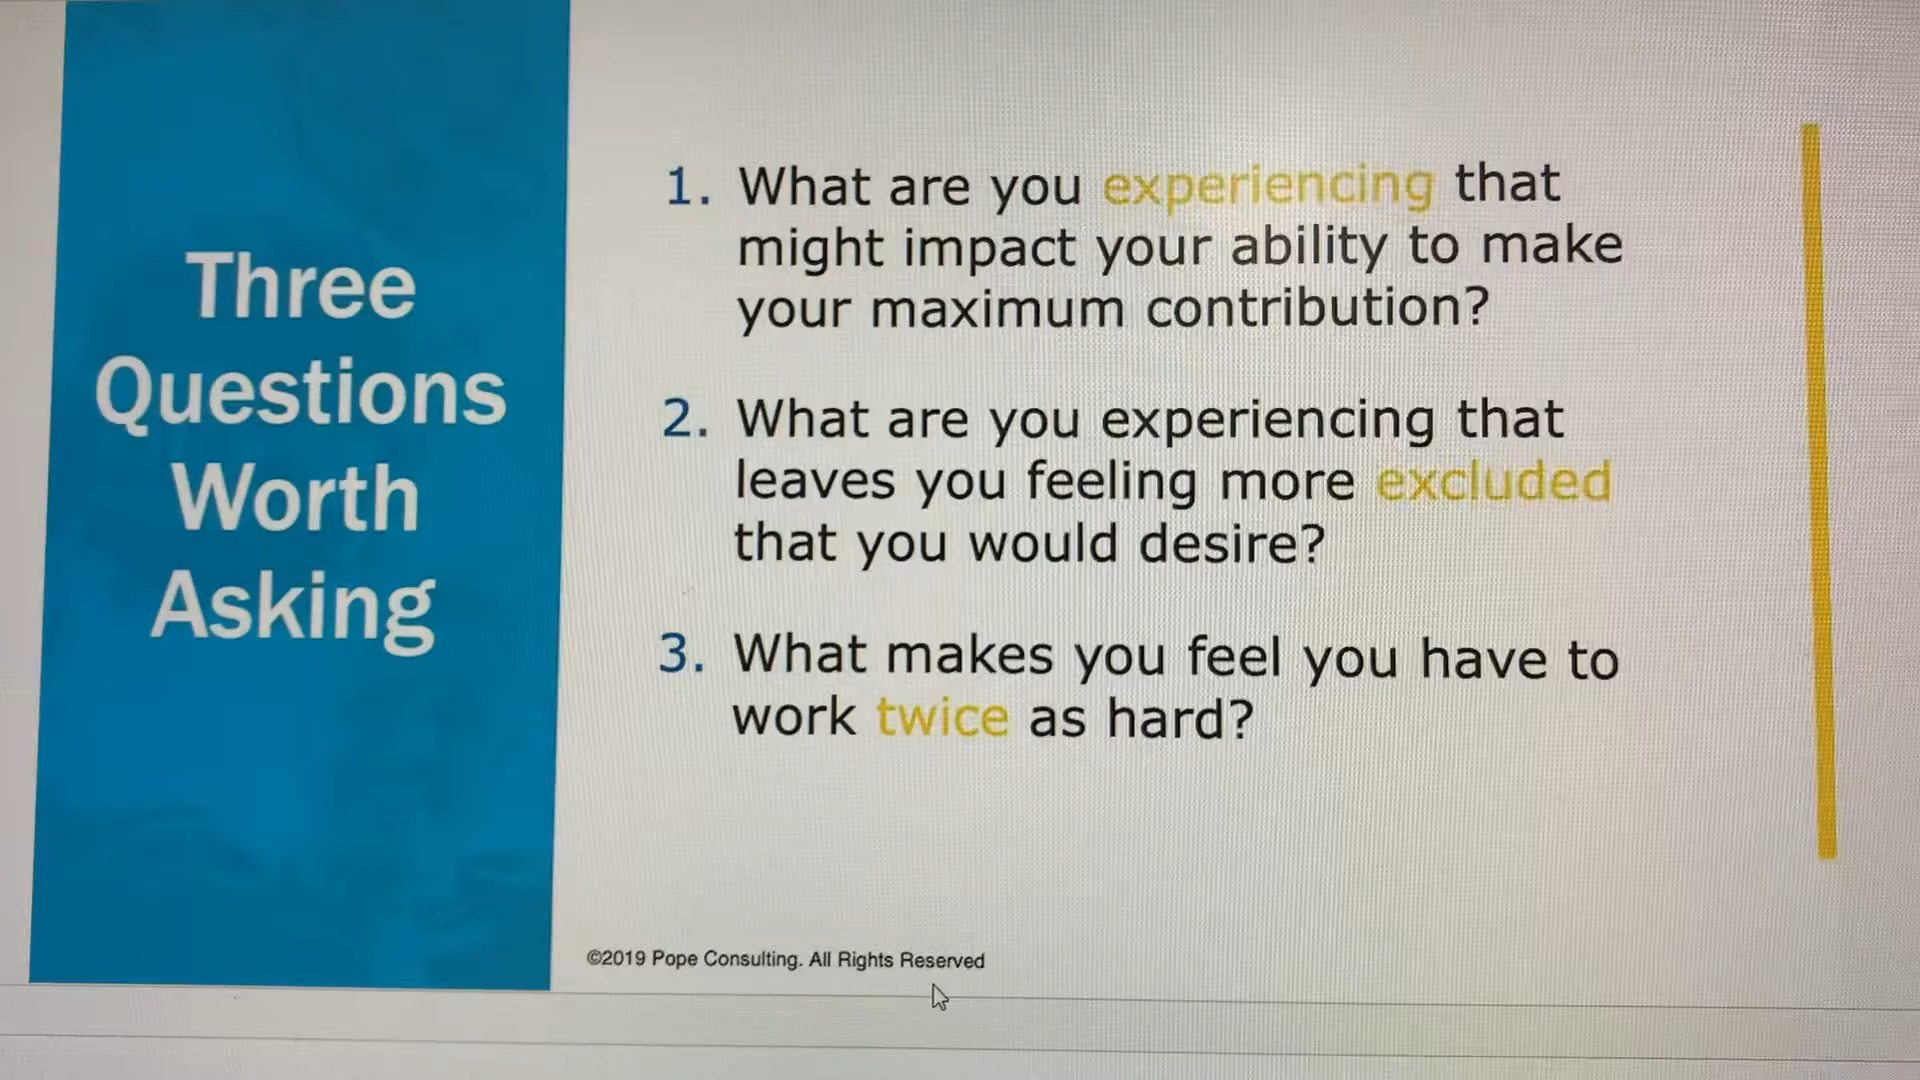 Three
Questions
Worth
Asking
1. What are you experiencing that
might impact your ability to make
your maximum contribution?
2. What are you experiencing that
leaves you feeling more excluded
that you would desire?
3. What makes you feel you have to
work twice as hard?
©2019 Pope Consulting. All Rights Reserved